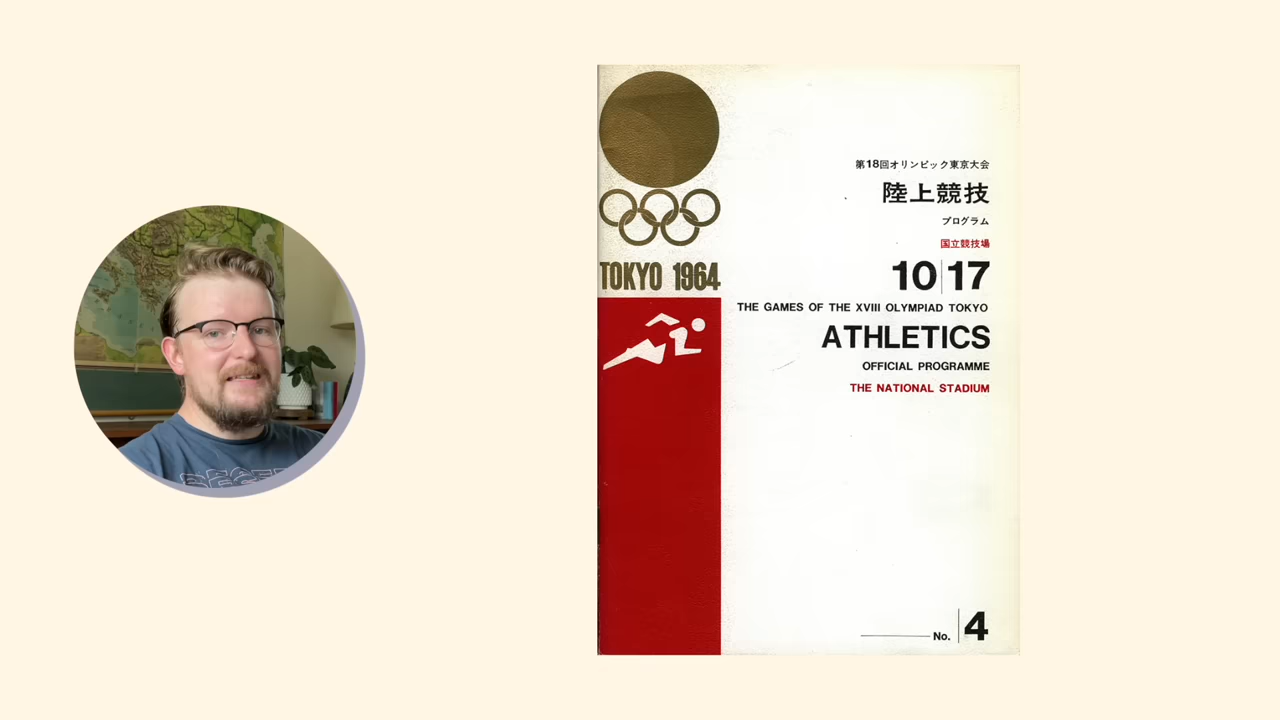 TOKYO 1964
第18回オリンピック東京大会
陸上競技
プログラム
国立競技場
10|17
THE GAMES OF THE XVIII OLYMPIAD TOKYO
ATHLETICS
OFFICIAL PROGRAMME
THE NATIONAL STADIUM
No. |4